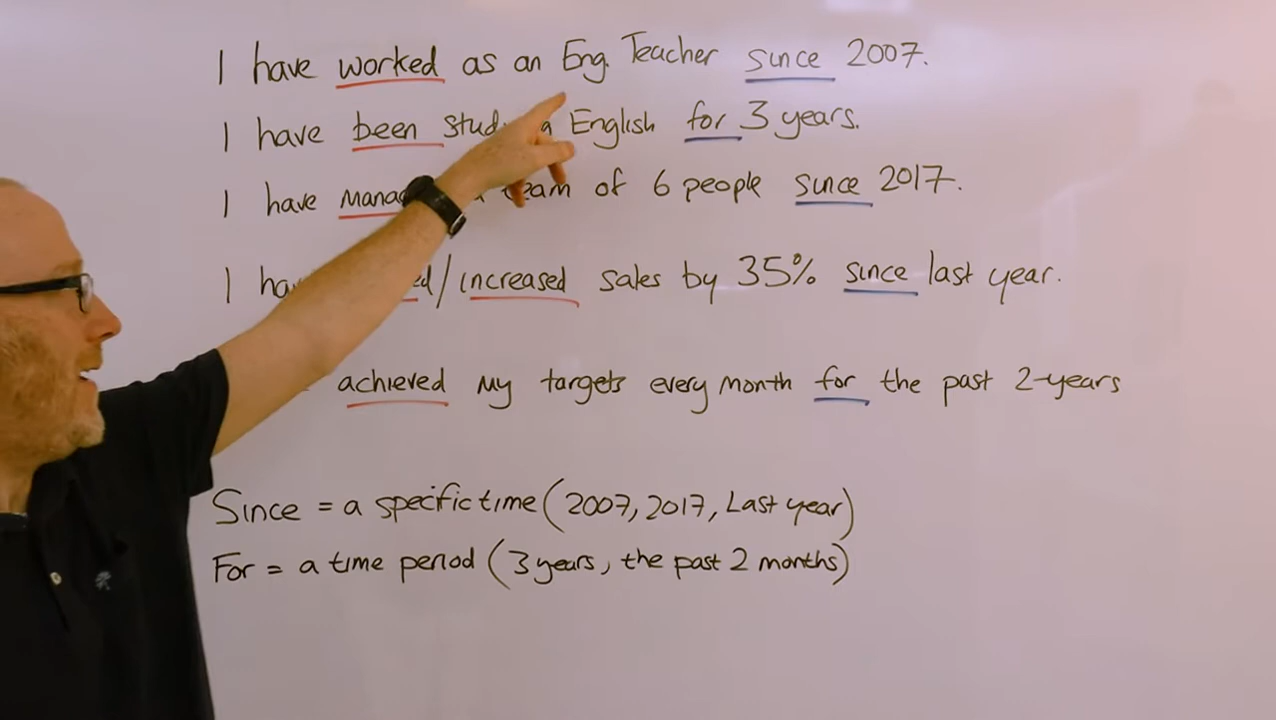 I have worked as an Eng. Teacher since 2007.
I have been English for 3 years.
I have team of 6 people since 2017.
I increased sales by 35% since last year.
achieved my targets every month for the past 2-years
Since = a specific time (2007, 2017, Last year)
For = a time period (3 years, the past 2 months)